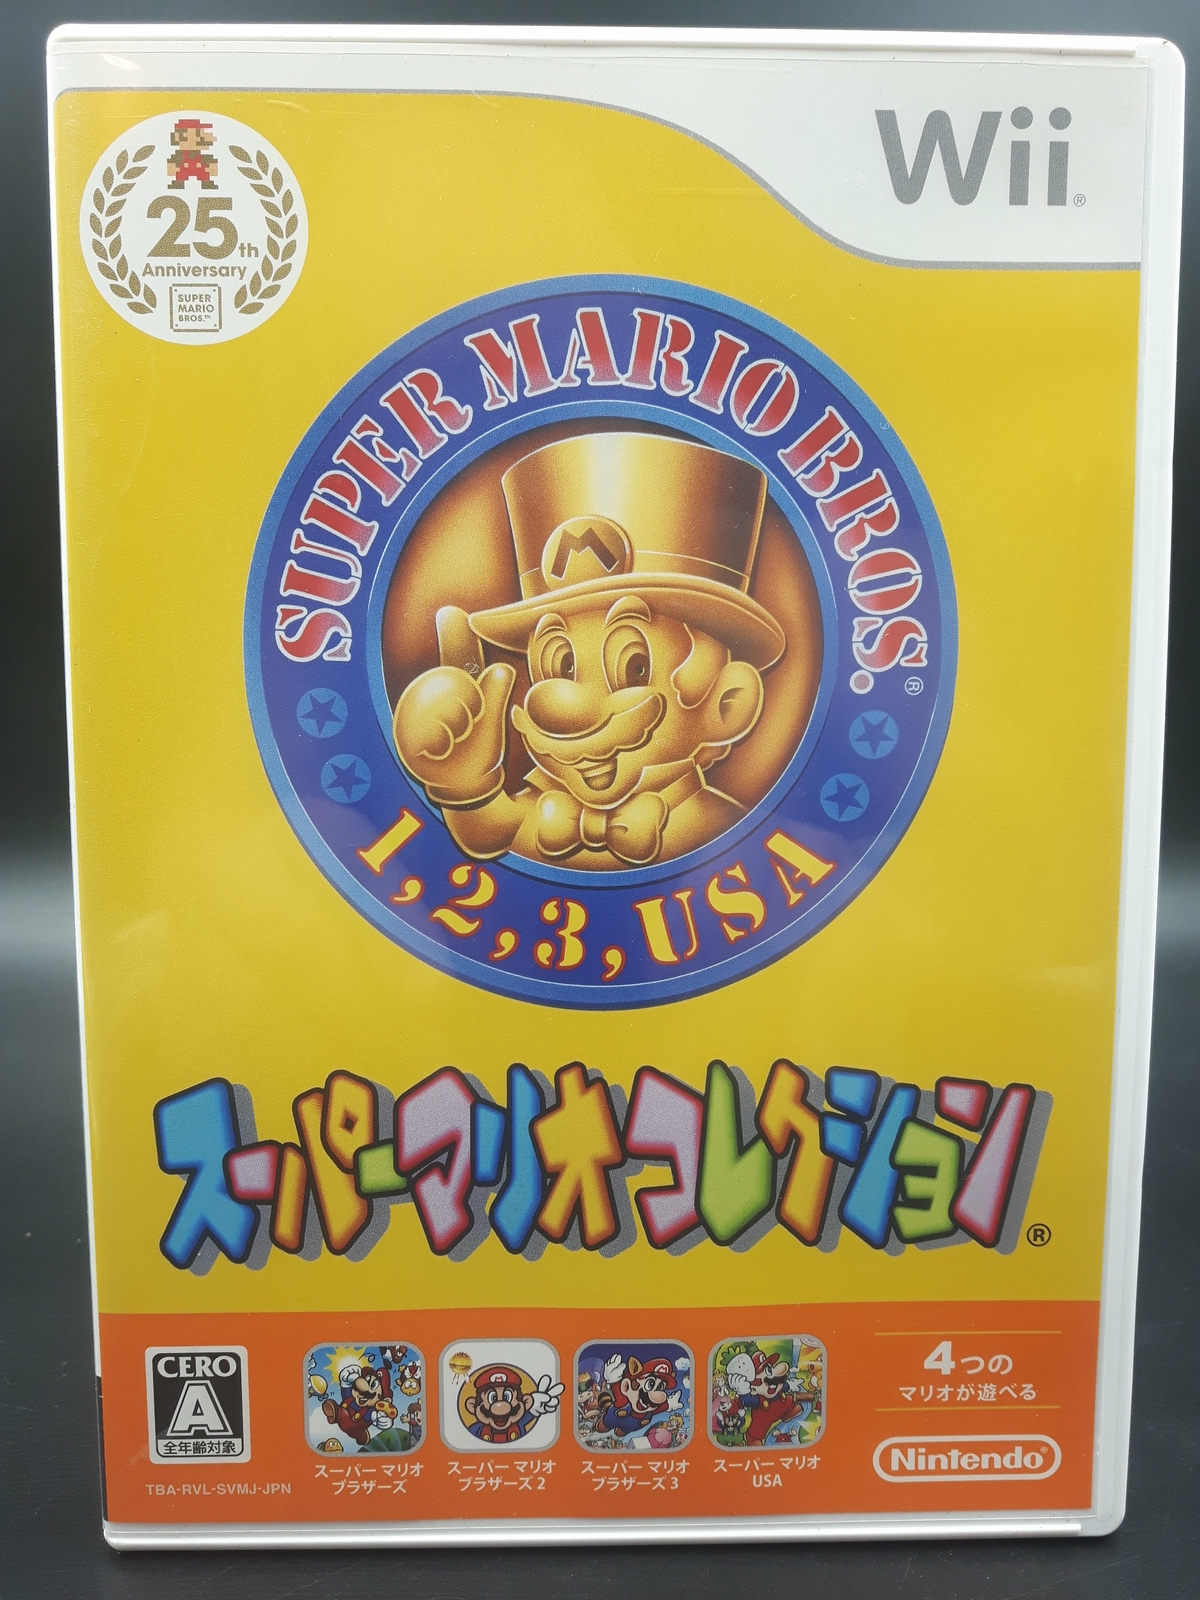 Wii®
25th
Anniversary
SUPER
MARIO
BROS.™
SUPER MARIO BROS.®
M
1, 2, 3, USA
スーパーマリオコレクション®
CERO
A
全年齢対象
TBA-RVL-SVMJ-JPN
スーパー マリオ
ブラザーズ
スーパー マリオ
ブラザーズ 2
スーパー マリオ
ブラザーズ 3
スーパー マリオ
USA
4つの
マリオが遊べる
Nintendo®